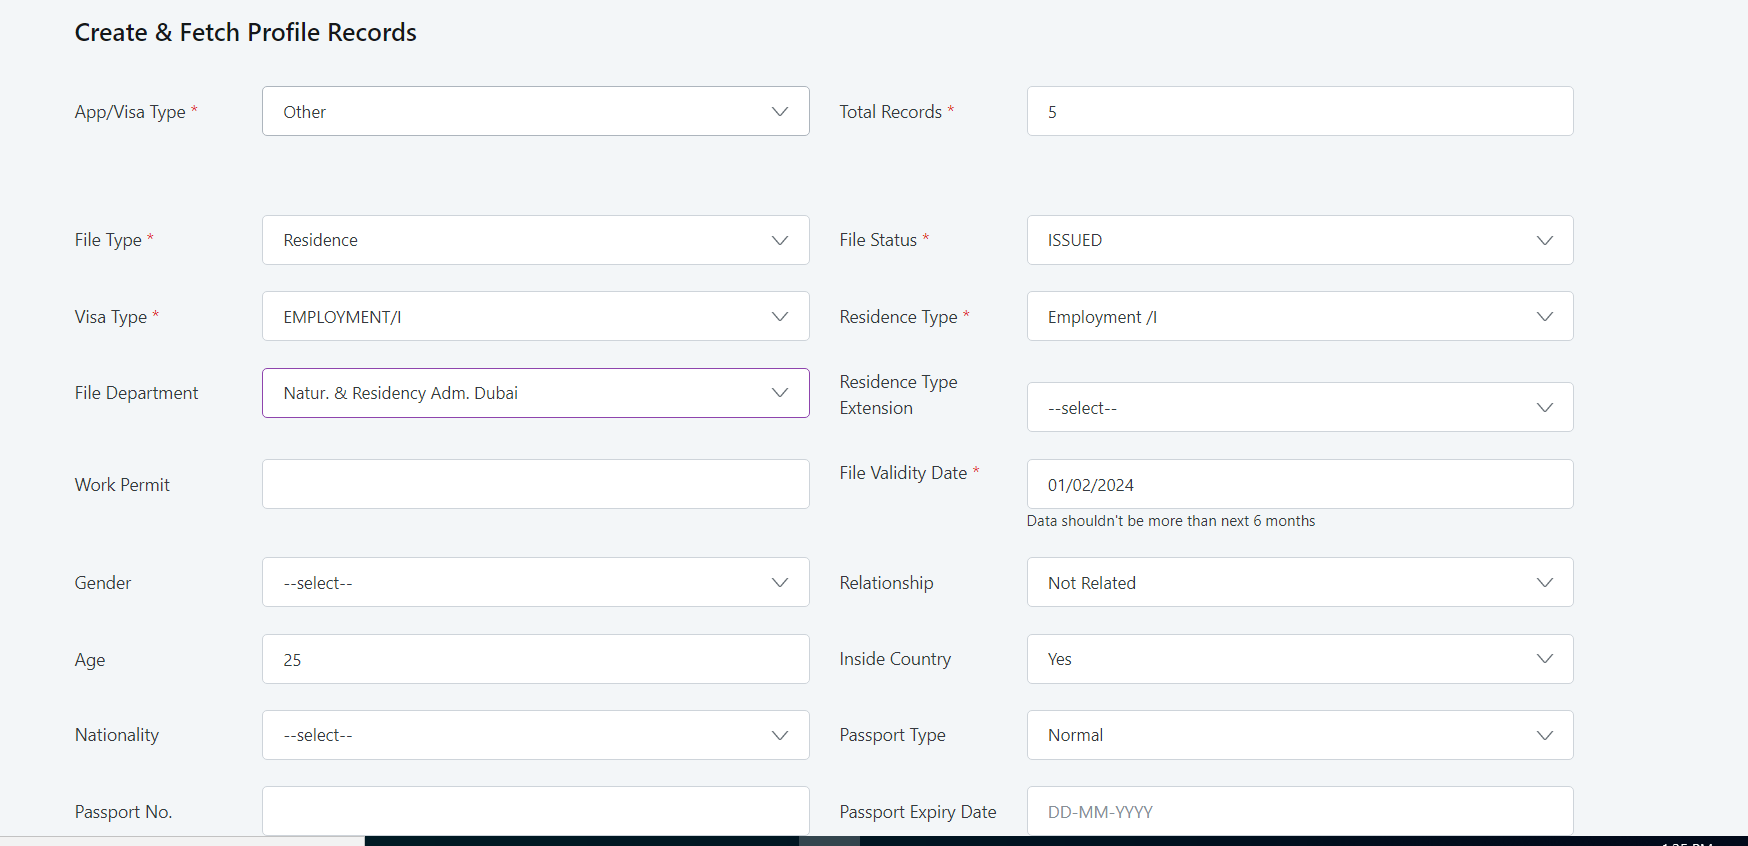 Create & Fetch Profile Records
App/Visa Type * Other Total Records * 5
File Type * Residence File Status * ISSUED
Visa Type * EMPLOYMENT/I Residence Type * Employment /I
File Department Natur. & Residency Adm. Dubai Residence Type
Extension --select--
Work Permit File Validity Date * 01/02/2024
Data shouldn't be more than next 6 months
Gender --select-- Relationship Not Related
Age 25 Inside Country Yes
Nationality --select-- Passport Type Normal
Passport No. Passport Expiry Date DD-MM-YYYY